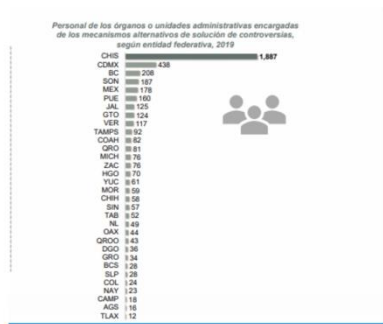 Personal de los órganos o unidades administrativas encargadas
de los mecanismos alternativos de solución de controversias,
según entidad federativa, 2019
CHIS 1,887
CDMX 438
BC 208
SON 187
MEX 178
PUE 160
JAL 125
GTO 124
VER 117
TAMPS 92
COAH 82
QRO 81
MICH 76
ZAC 76
HGO 70
YUC 61
MOR 59
CHIH 58
SIN 57
TAB 52
NL 49
OAX 44
QROO 43
DGO 36
GRO 34
BCS 28
SLP 28
COL 24
NAY 23
CAMP 18
AGS 16
TLAX 12